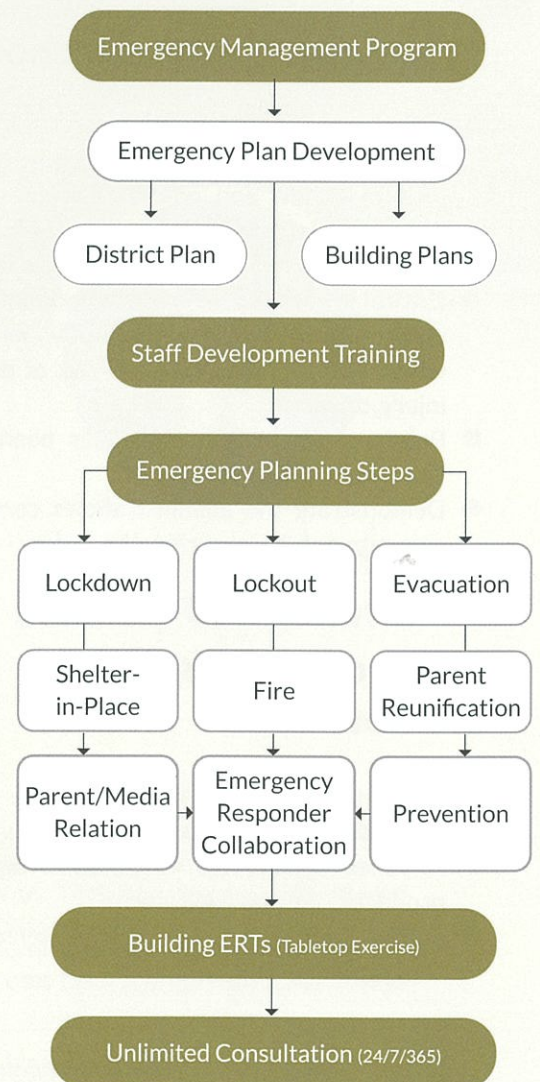 Emergency Management Program
Emergency Plan Development
District Plan
Building Plans
Staff Development Training
Emergency Planning Steps
Lockdown
Lockout
Evacuation
Shelter-
in-Place
Fire
Parent
Reunification
Parent/Media
Relation
Emergency
Responder
Collaboration
Prevention
Building ERTs (Tabletop Exercise)
Unlimited Consultation (24/7/365)